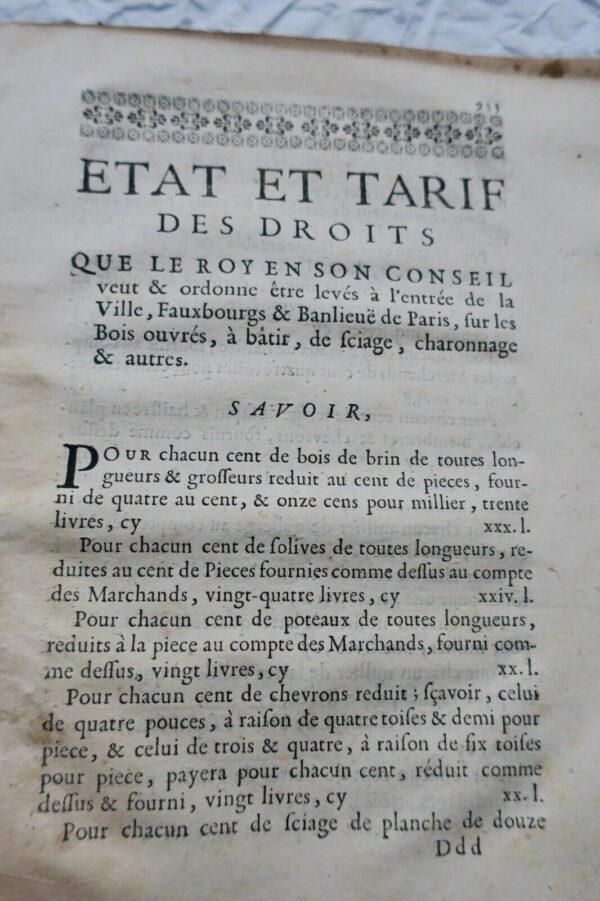 ETAT ET TARIF
DES DROITS
QUE LE ROY EN SON CONSEIL
veut & ordonne être levés à l'entrée de la
Ville, Fauxbourgs & Banlieuë de Paris, ſur les
Bois ouvrés, à bâtir, de ſciage, charonnage
& autres.
SAVOIR,
POUR chacun cent de bois de brin de toutes lon-
gueurs & groſſeurs reduit au cent de pieces, four-
ni de quatre au cent, & onze cens pour millier, trente
livres, cy xxx. l.
Pour chacun cent de ſolives de toutes longueurs, re-
duites au cent de Pieces fournies comme deſſus au compte
des Marchands, vingt-quatre livres, cy xxiv. l.
Pour chacun cent de poteaux de toutes longueurs,
reduits à la piece au compte des Marchands, fourni com-
me deſſus, vingt livres, cy xx. l.
Pour chacun cent de chevrons reduit ; ſçavoir, celui
de quatre pouces, à raiſon de quatre toiſes & demi pour
piece, & celui de trois & quatre, à raiſon de ſix toiſes
pour piece, payera pour chacun cent, réduit comme
deſſus & fourni, vingt livres, cy xx. l.
Pour chacun cent de ſciage de planche de douze
Ddd